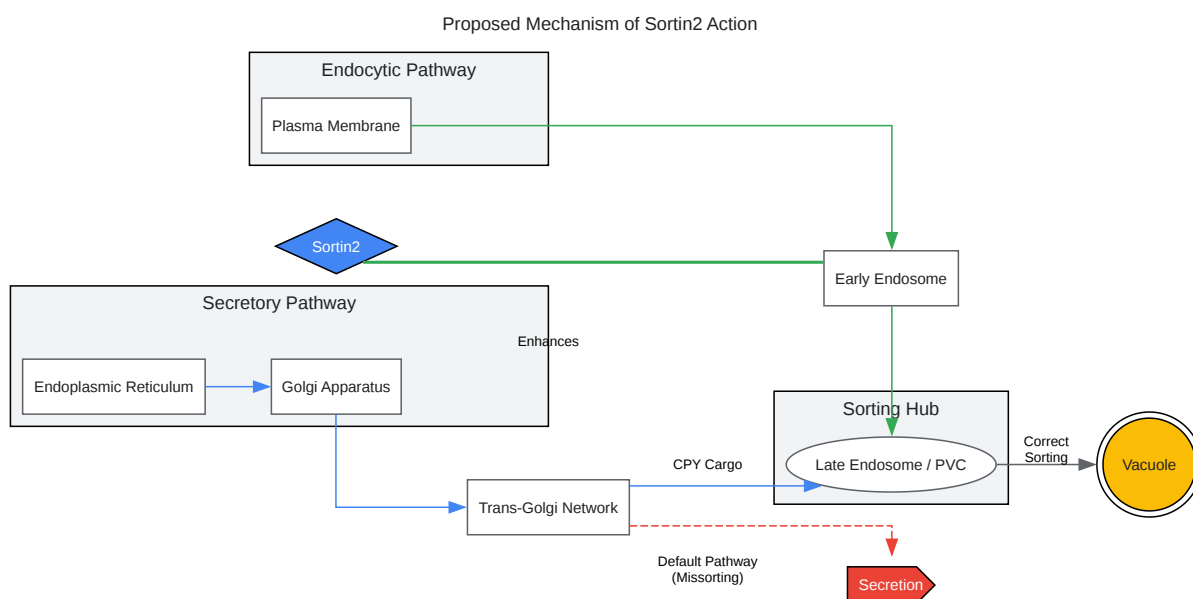 Proposed Mechanism of Sortin2 Action
Endocytic Pathway
Plasma Membrane
Sortin2
Early Endosome
Secretory Pathway
Enhances
Endoplasmic Reticulum
Golgi Apparatus
Sorting Hub
Late Endosome / PVC
Correct
Sorting
Vacuole
CPY Cargo
Trans-Golgi Network
Default Pathway
(Missorting)
Secretion